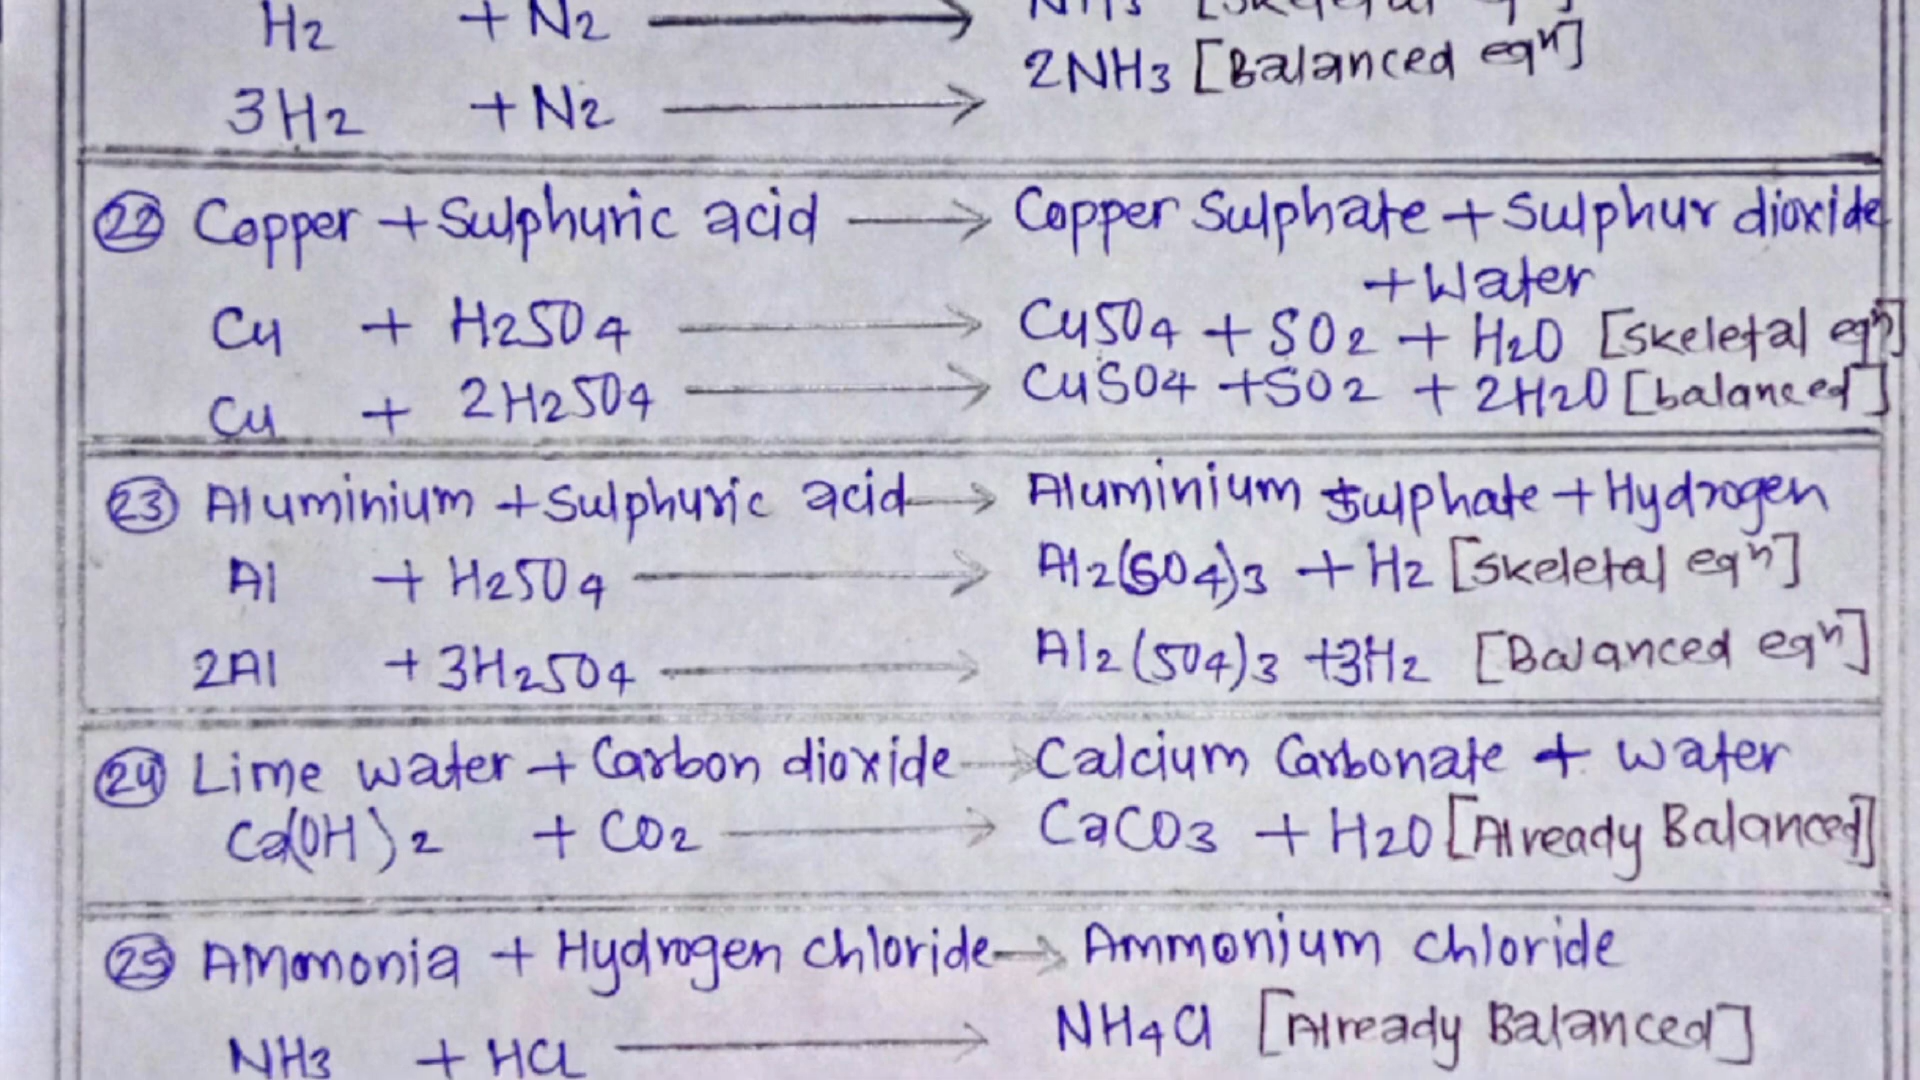 H2 + N2 → NH3 [Skeletal
3H2 + N2 → 2NH3 [Balanced eqn]
22 Copper + Sulphuric acid → Copper Sulphate + Sulphur dioxide
+ Water
Cu + H2SO4 → CuSO4 + SO2 + H2O [Skeletal eqn]
Cu + 2H2SO4 → CuSO4 + SO2 + 2H2O [balanced]
23 Aluminium + Sulphuric acid → Aluminium Sulphate + Hydrogen
Al + H2SO4 → Al2(SO4)3 + H2 [Skeletal eqn]
2Al + 3H2SO4 → Al2(SO4)3 + 3H2 [Balanced eqn]
24 Lime water + Carbon dioxide → Calcium Carbonate + Water
Ca(OH)2 + CO2 → CaCO3 + H2O [Already Balanced]
25 Ammonia + Hydrogen chloride → Ammonium chloride
NH3 + HCl → NH4Cl [Already Balanced]